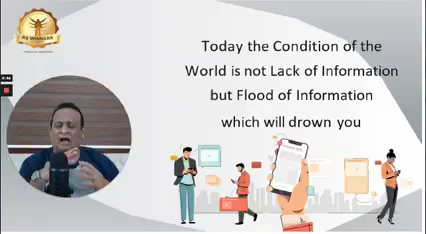 Today the Condition of the
World is not Lack of Information
but Flood of Information
which will drown you